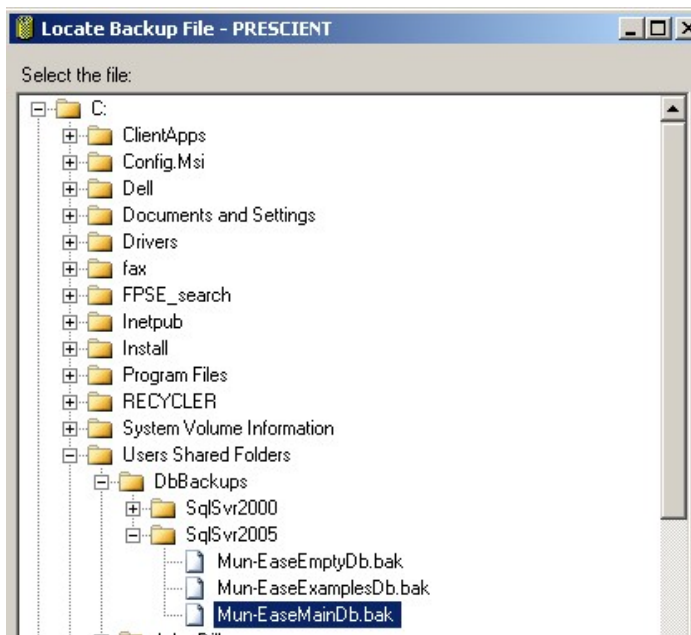 Locate Backup File - PRESCIENT
Select the file:
C:
ClientApps
Config.Msi
Dell
Documents and Settings
Drivers
fax
FPSE_search
Inetpub
Install
Program Files
RECYCLER
System Volume Information
Users Shared Folders
DbBackups
SqlSvr2000
SqlSvr2005
Mun-EaseEmptyDb.bak
Mun-EaseExamplesDb.bak
Mun-EaseMainDb.bak